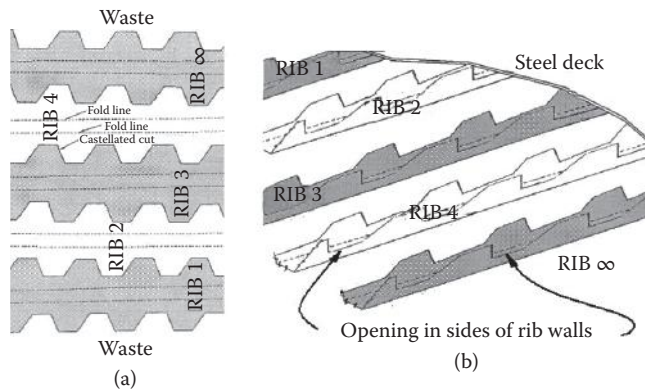 Waste
RIB ∞
RIB 4
Fold line
Fold line
Castellated cut
RIB 3
RIB 2
RIB 1
Waste
(a)
Steel deck
RIB 1
RIB 2
RIB 3
RIB 4
RIB ∞
Opening in sides of rib walls
(b)